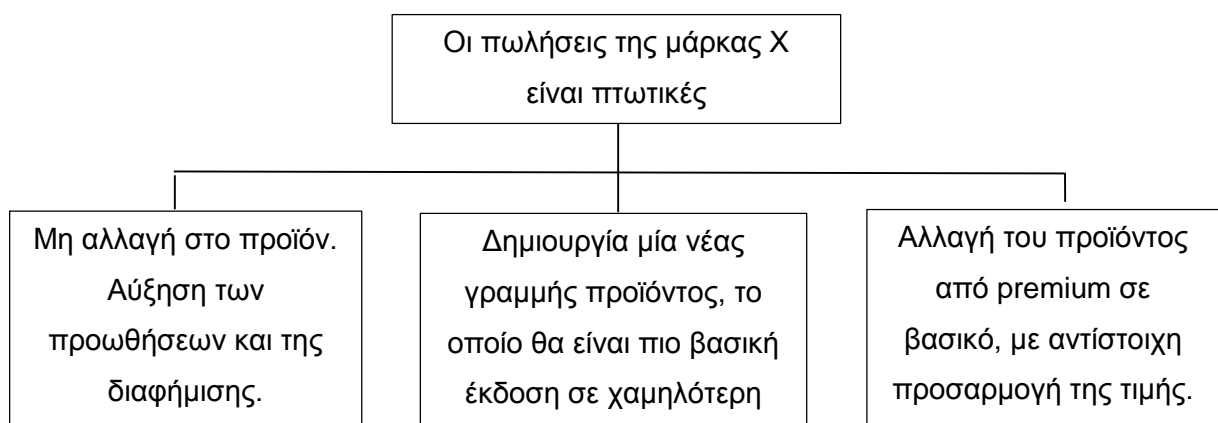 Οι πωλήσεις της μάρκας Χ
είναι πτωτικές
Μη αλλαγή στο προϊόν.
Αύξηση των
προωθήσεων και της
διαφήμισης.
Δημιουργία μία νέας
γραμμής προϊόντος, το
οποίο θα είναι πιο βασική
έκδοση σε χαμηλότερη
Αλλαγή του προϊόντος
από premium σε
βασικό, με αντίστοιχη
προσαρμογή της τιμής.